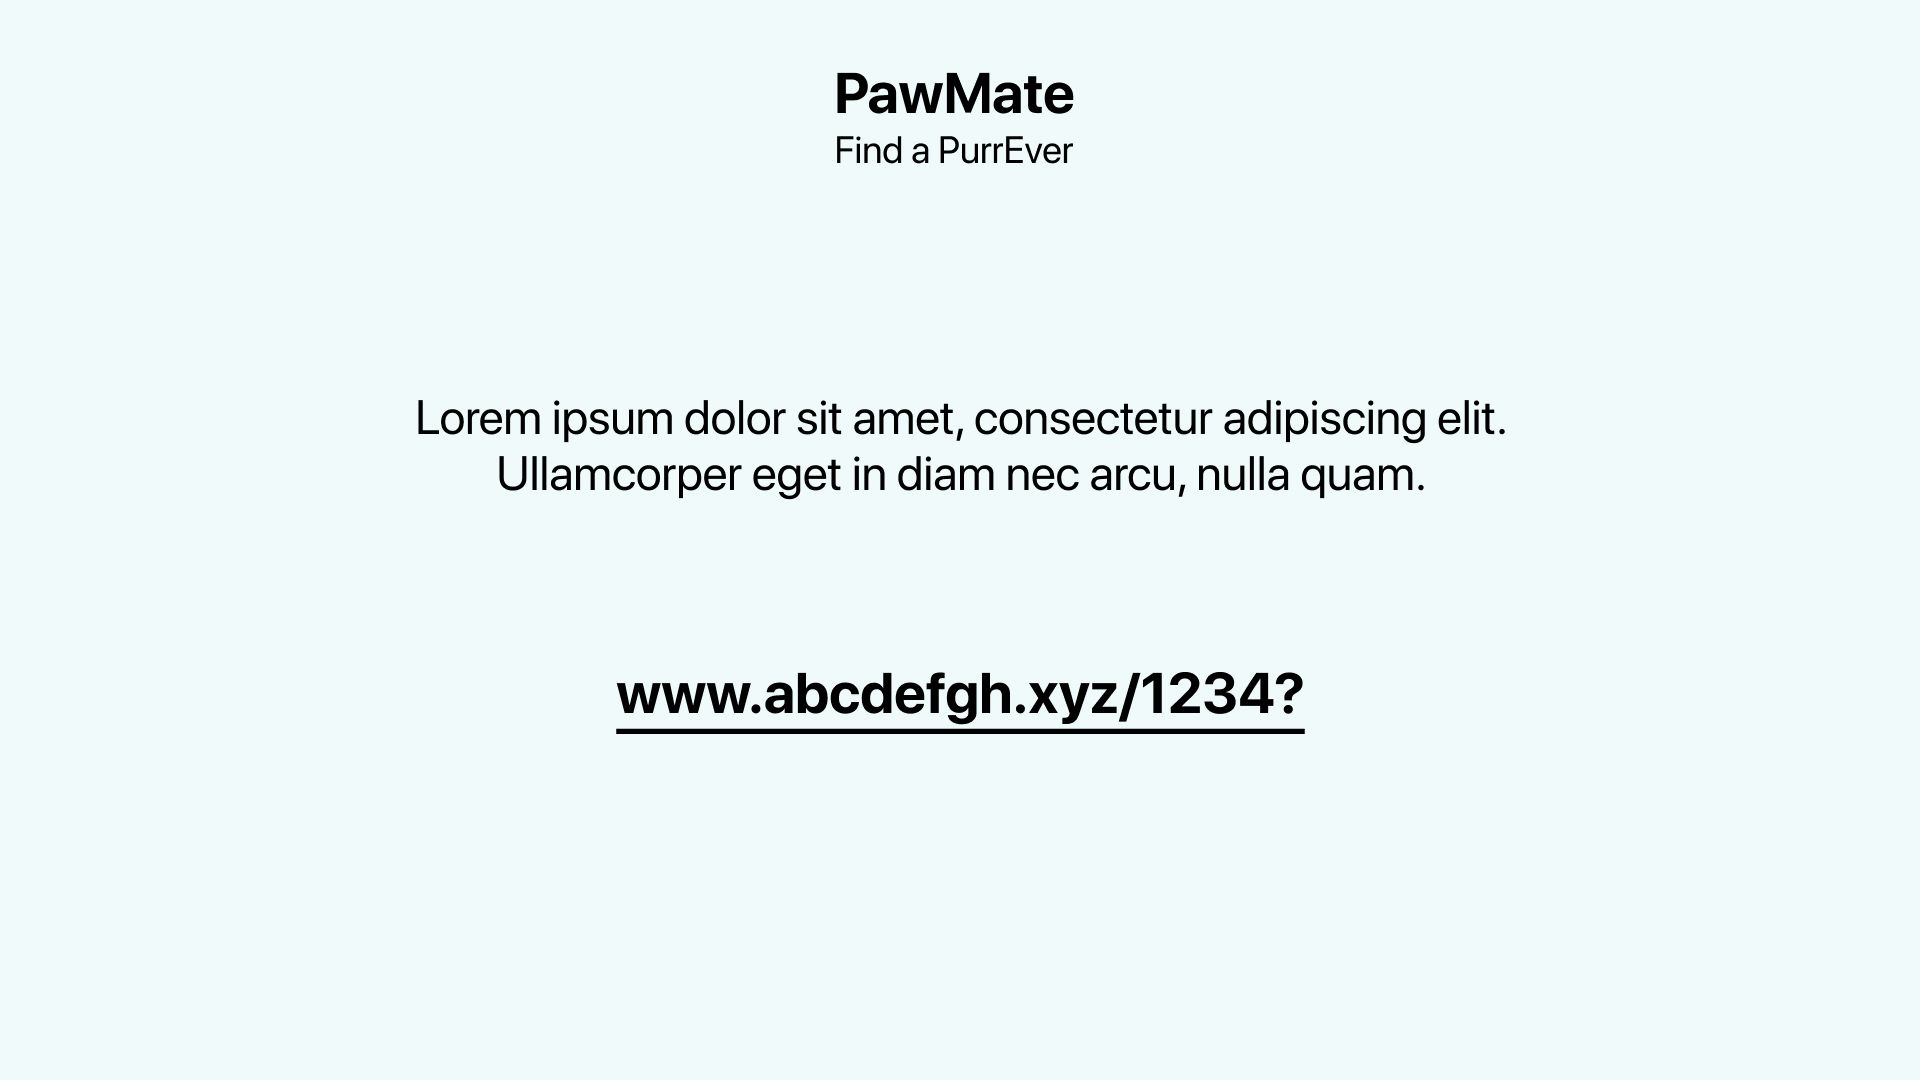 PawMate
Find a PurrEver
Lorem ipsum dolor sit amet, consectetur adipiscing elit.
Ullamcorper eget in diam nec arcu, nulla quam.
www.abcdefgh.xyz/1234?